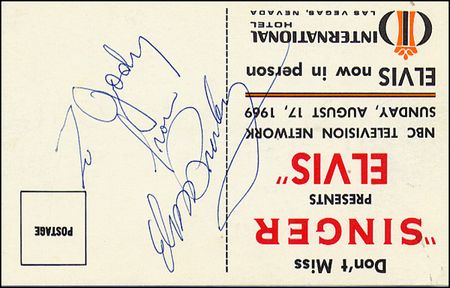 Don't Miss
"SINGER
PRESENTS
ELVIS"
NBC TELEVISION NETWORK
SUNDAY, AUGUST 17, 1969
ELVIS now in person
INTERNATIONAL
HOTEL
LAS VEGAS, NEVADA
POSTAGE
To Jody
from
Elvis Presley